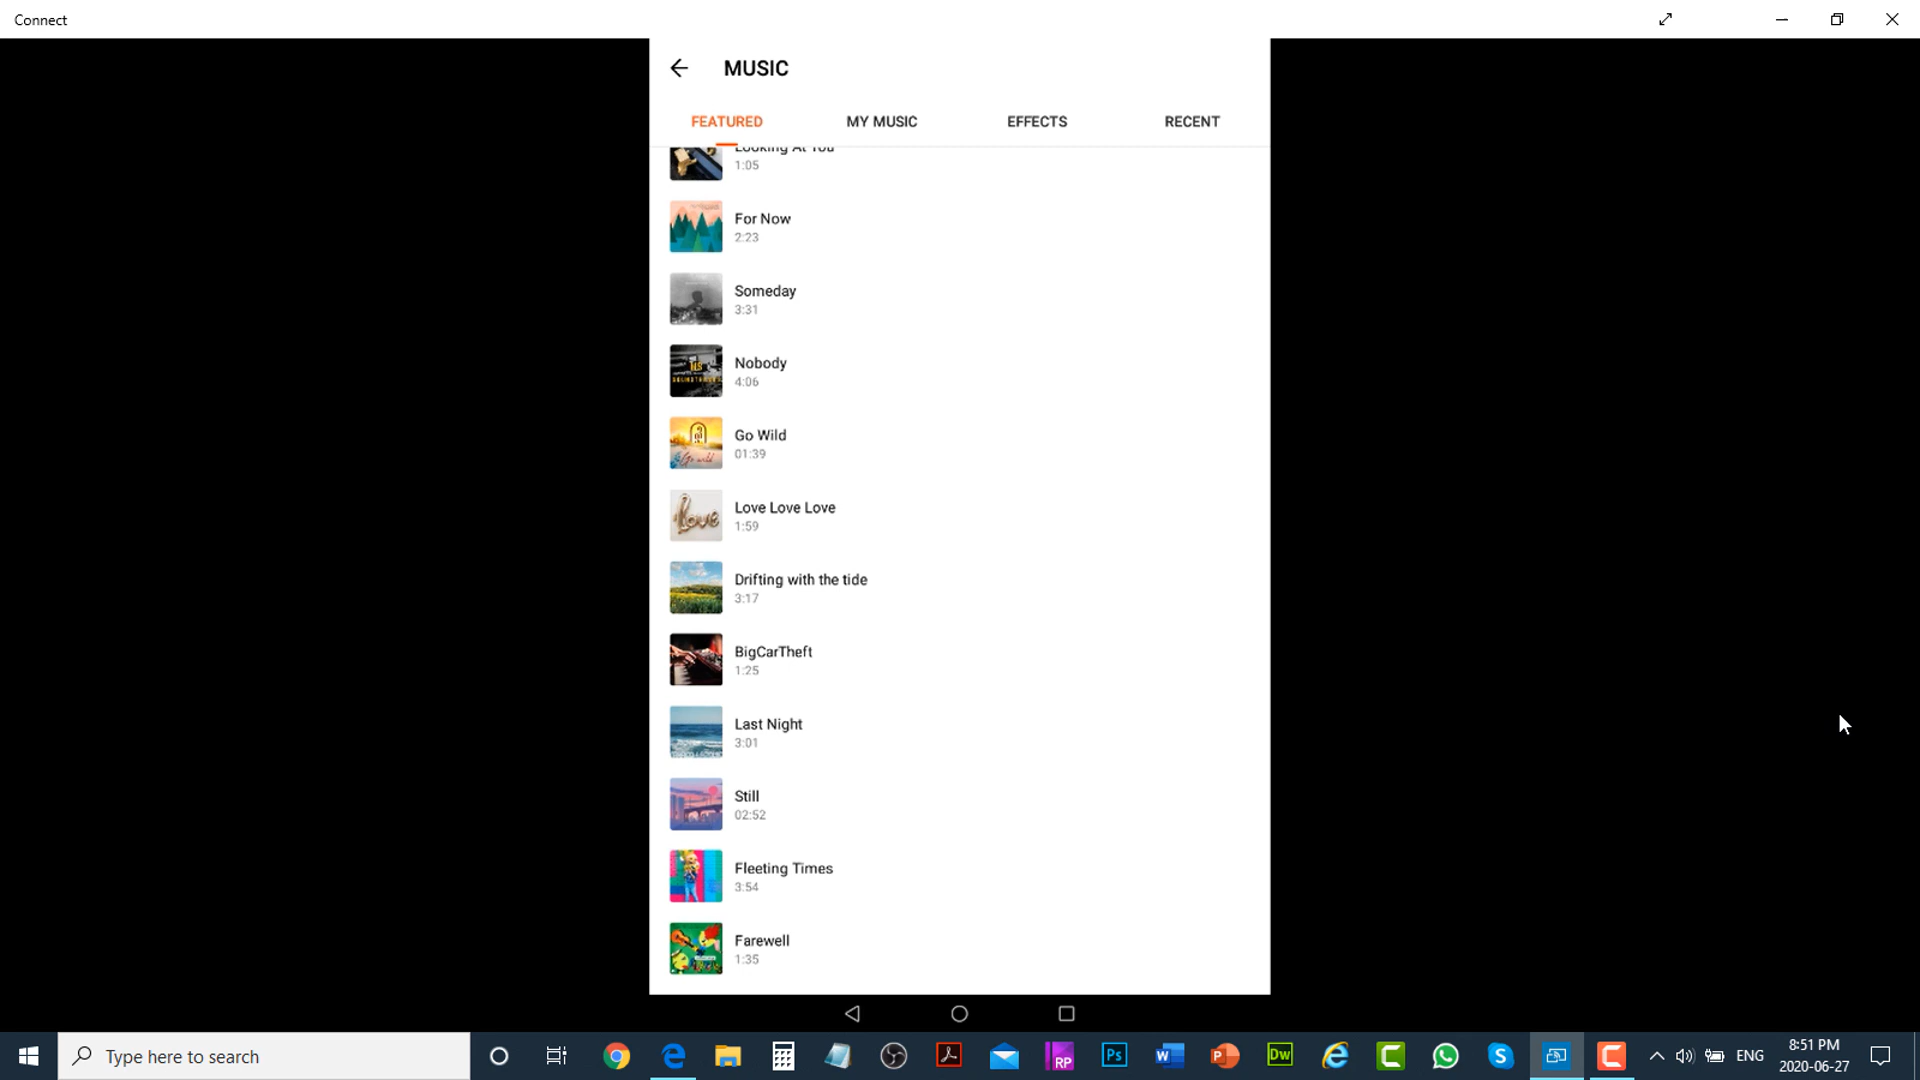 Connect
MUSIC
FEATURED
MY MUSIC
EFFECTS
RECENT
Looking At You
1:05
For Now
2:23
Someday
3:31
Nobody
4:06
Go Wild
01:39
Love Love Love
1:59
Drifting with the tide
3:17
BigCarTheft
1:25
Last Night
3:01
Still
02:52
Fleeting Times
3:54
Farewell
1:35
Type here to search
ENG
8:51 PM
2020-06-27